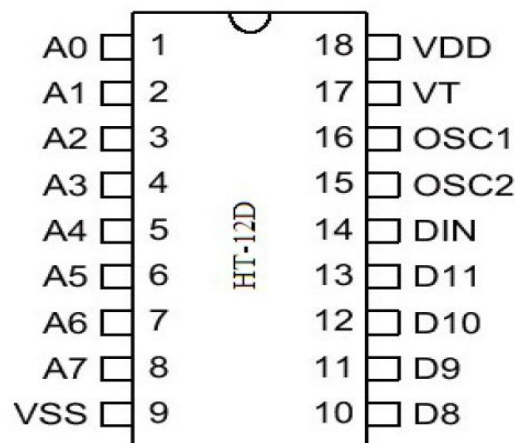 A0 1 18 VDD
A1 2 17 VT
A2 3 16 OSC1
A3 4 15 OSC2
A4 5 14 DIN
A5 6 13 D11
A6 7 12 D10
A7 8 11 D9
VSS 9 10 D8
HT-12D